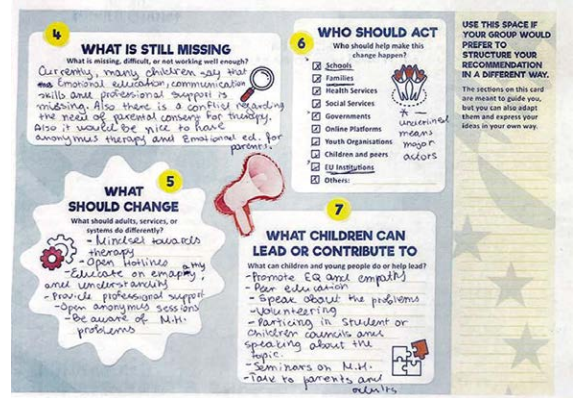 4
WHAT IS STILL MISSING
What is missing, difficult, or not working well enough?
Currently, many children say that
Emotional education, communication
skills and professional support is
missing. Also there is a conflict regarding
the need of parental consent for therapy.
Also it would be nice to have
anonymus therapy and Emotional ed. for
parents.
5
WHAT
SHOULD CHANGE
What should adults, services, or
systems do differently?
- Mindset towards
therapy
- Open Hotlines
- Educate on empathy,
and understanding
- Provide professional support
- Open anonymus sessions
- Be aware of M.H.
problems
6
WHO SHOULD ACT
Who should help make this
change happen?
Schools
Families
Health Services
Social Services
Governments
Online Platforms
Youth Organisations
Children and peers
EU Institutions
Others:
* — underlined
means
major
actors
7
WHAT CHILDREN CAN
LEAD OR CONTRIBUTE TO
What can children and young people do or help lead?
- Promote EQ and empathy
- Peer education
- Speak about the problems
- Volunteering
- Particing in Student or
Children councils and
speaking about the
topic.
- Seminars on M.H.
- Talk to parents and
adults
USE THIS SPACE IF
YOUR GROUP WOULD
PREFER TO
STRUCTURE YOUR
RECOMMENDATION
IN A DIFFERENT WAY.
The sections on this card
are meant to guide you,
but you can also adapt
them and express your
ideas in your own way.